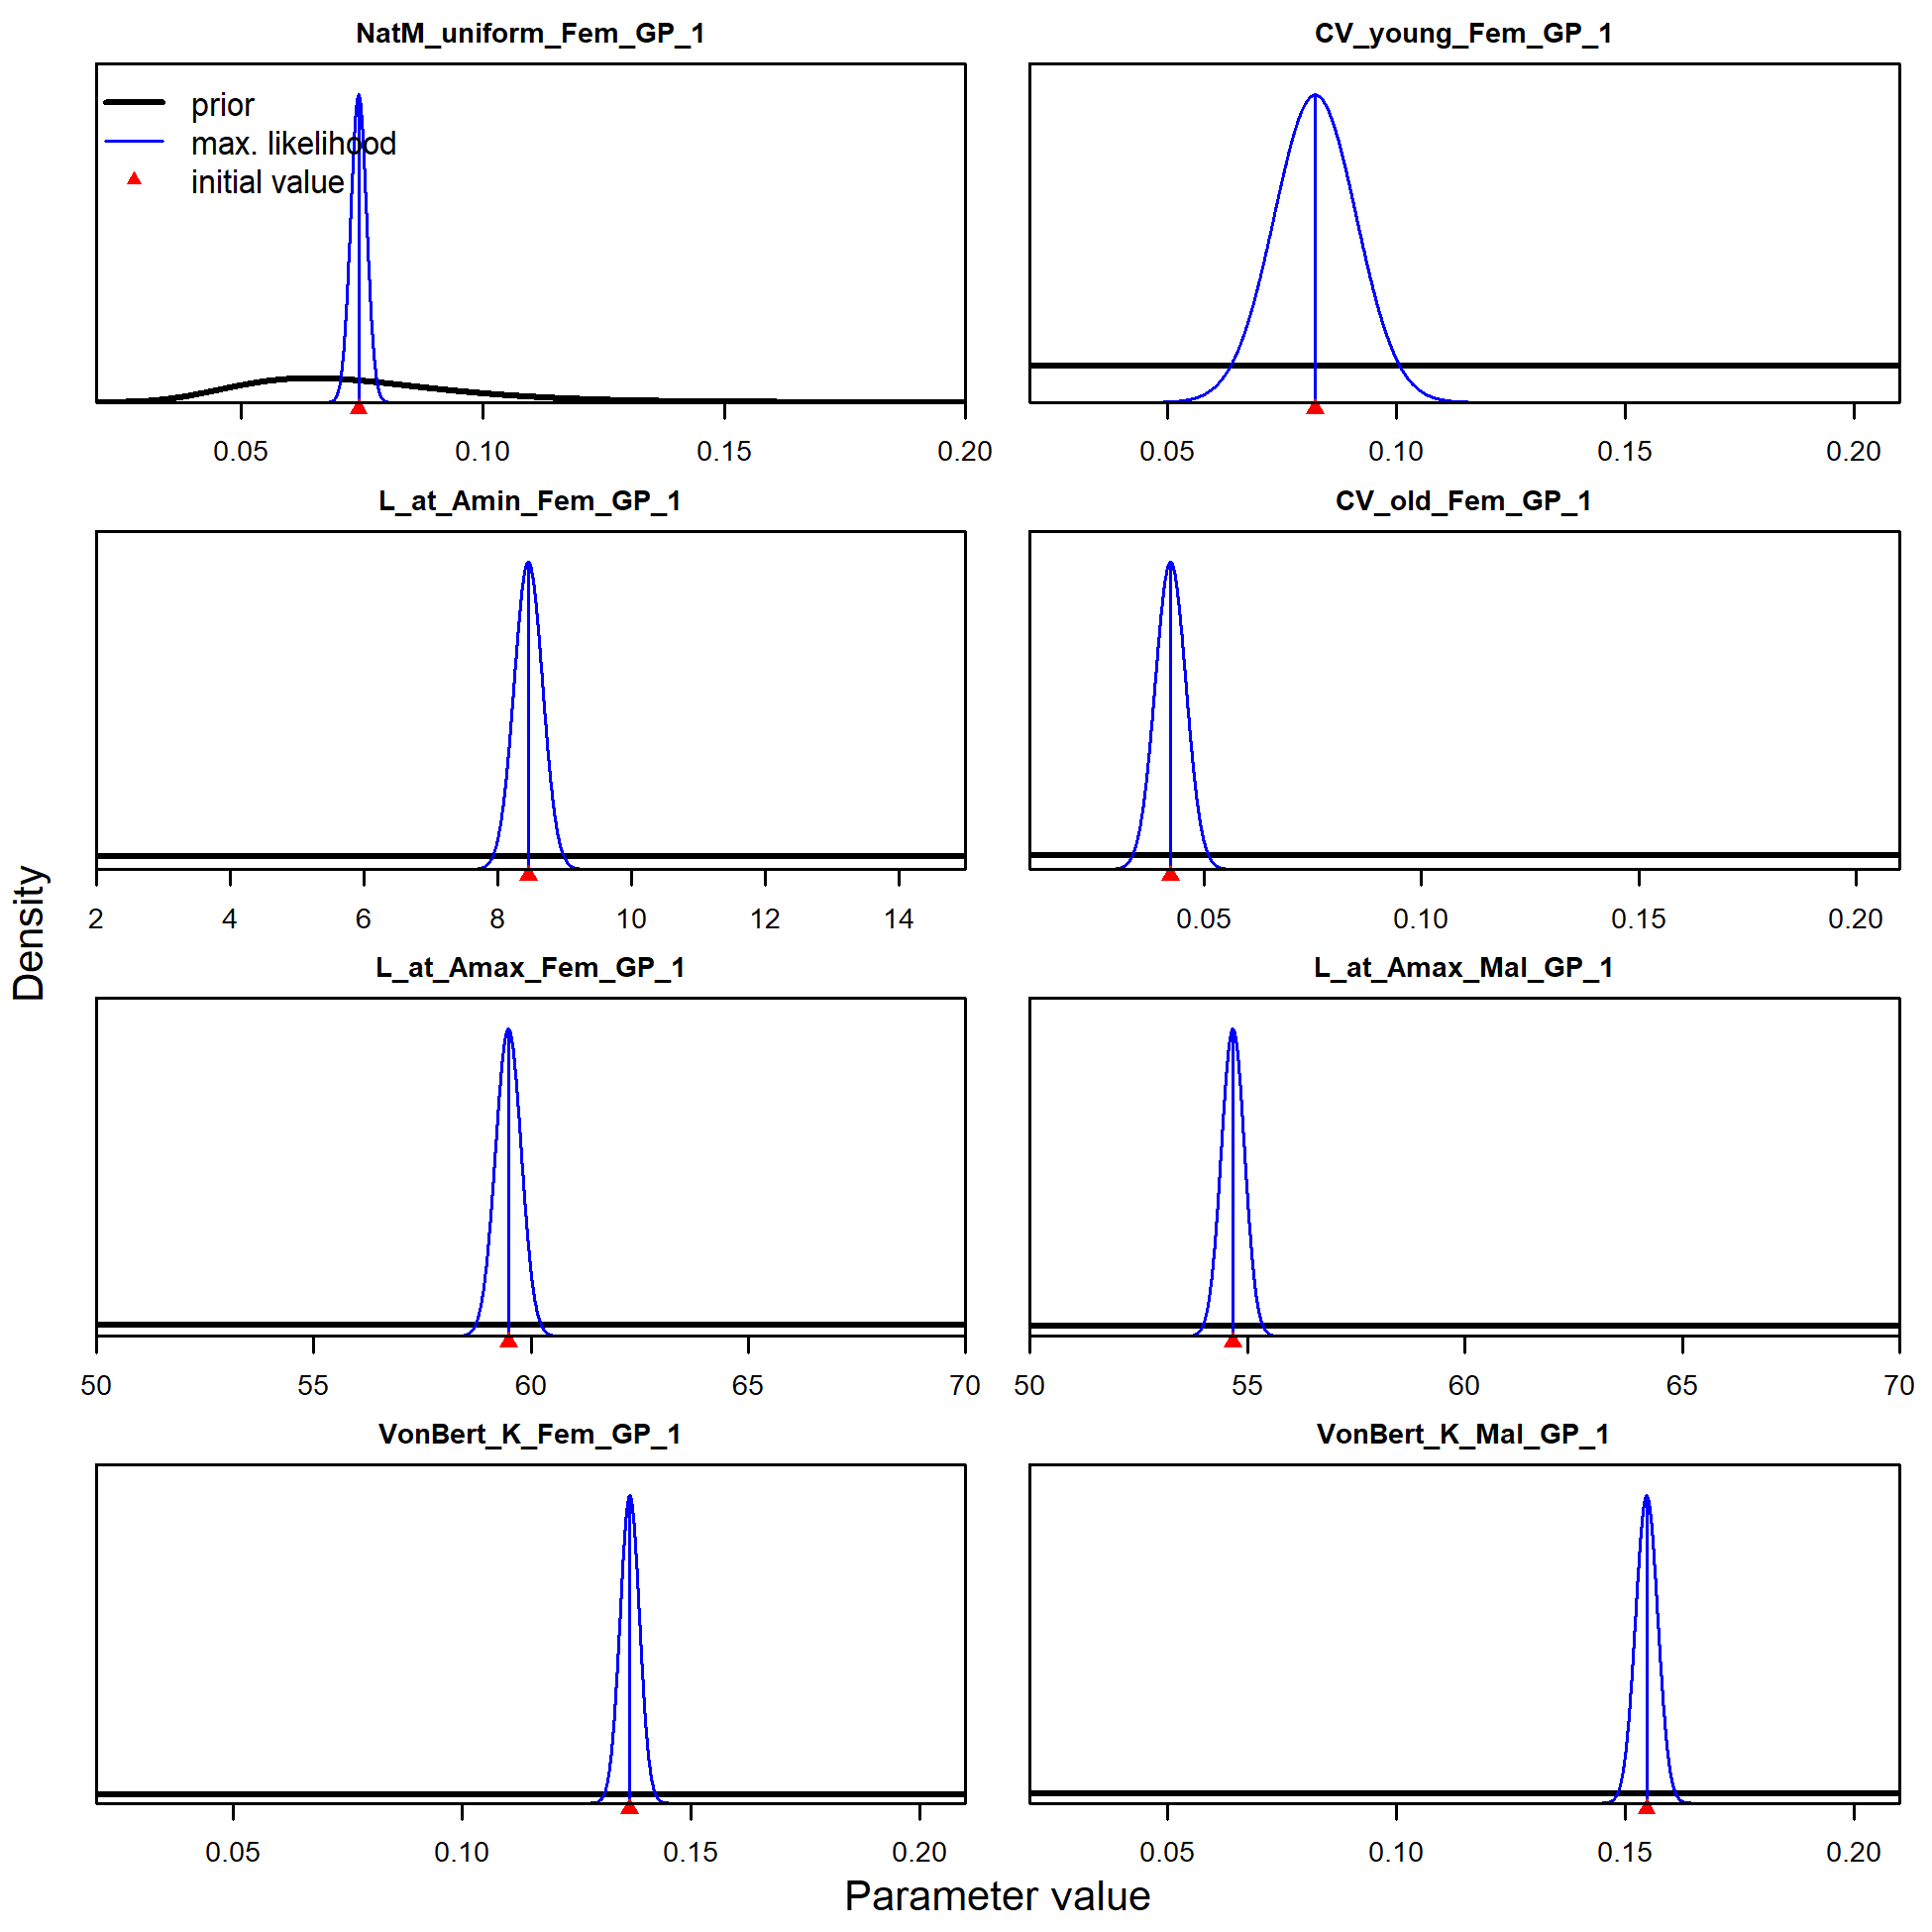 NatM_uniform_Fem_GP_1
prior
max. likelihood
initial value
0.05 0.10 0.15 0.20
CV_young_Fem_GP_1
0.05 0.10 0.15 0.20
L_at_Amin_Fem_GP_1
2 4 6 8 10 12 14
CV_old_Fem_GP_1
0.05 0.10 0.15 0.20
L_at_Amax_Fem_GP_1
50 55 60 65 70
L_at_Amax_Mal_GP_1
50 55 60 65 70
VonBert_K_Fem_GP_1
0.05 0.10 0.15 0.20
VonBert_K_Mal_GP_1
0.05 0.10 0.15 0.20
Density
Parameter value